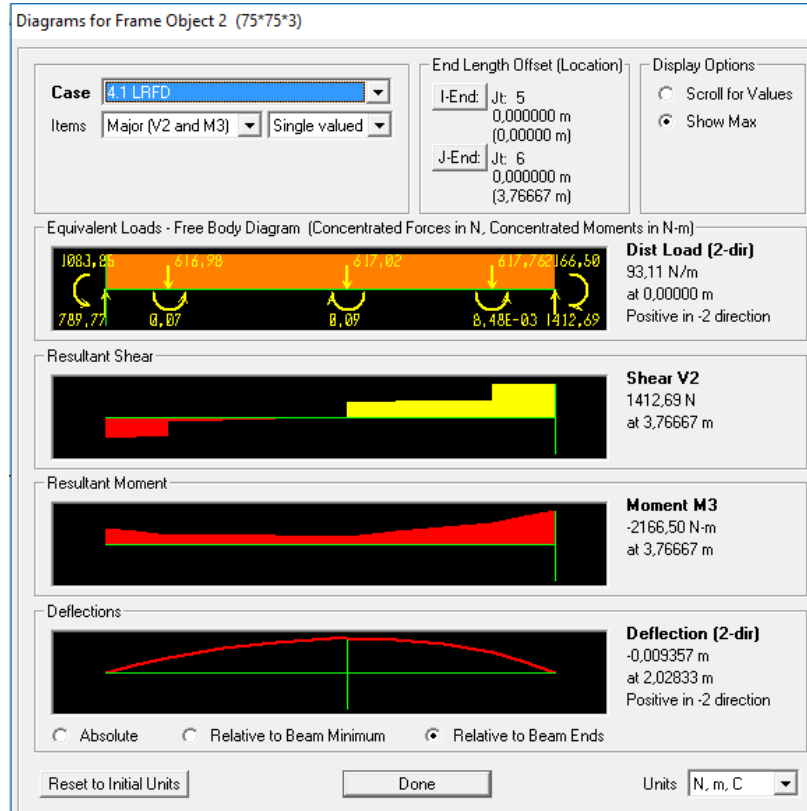 Diagrams for Frame Object 2 (75*75*3)
Case 4.1 LRFD
Items Major (V2 and M3) Single valued
End Length Offset (Location)
I-End: Jt: 5
0,000000 m
(0,00000 m)
J-End: Jt: 6
0,000000 m
(3,76667 m)
Display Options
Scroll for Values
Show Max
Equivalent Loads - Free Body Diagram (Concentrated Forces in N, Concentrated Moments in N-m)
1083,85 616,98 617,02 617,762166,50
789,77 0,07 0,09 8,48E-03 1412,69
Dist Load (2-dir)
93,11 N/m
at 0,00000 m
Positive in -2 direction
Resultant Shear
Shear V2
1412,69 N
at 3,76667 m
Resultant Moment
Moment M3
-2166,50 N-m
at 3,76667 m
Deflections
Deflection (2-dir)
-0,009357 m
at 2,02833 m
Positive in -2 direction
Absolute Relative to Beam Minimum Relative to Beam Ends
Reset to Initial Units Done Units N, m, C